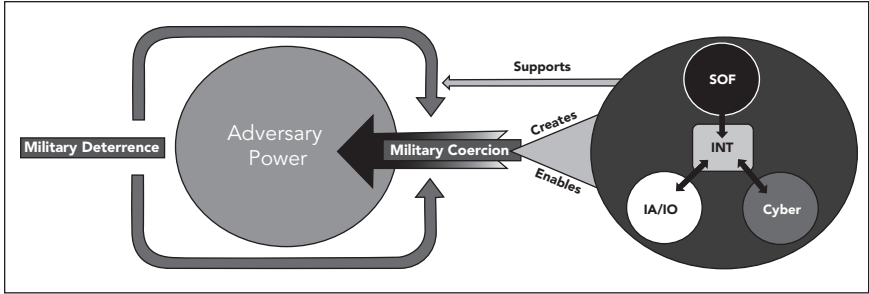 Military Deterrence
Adversary
Power
Military Coercion
Supports
Creates
Enables
SOF
INT
IA/IO
Cyber